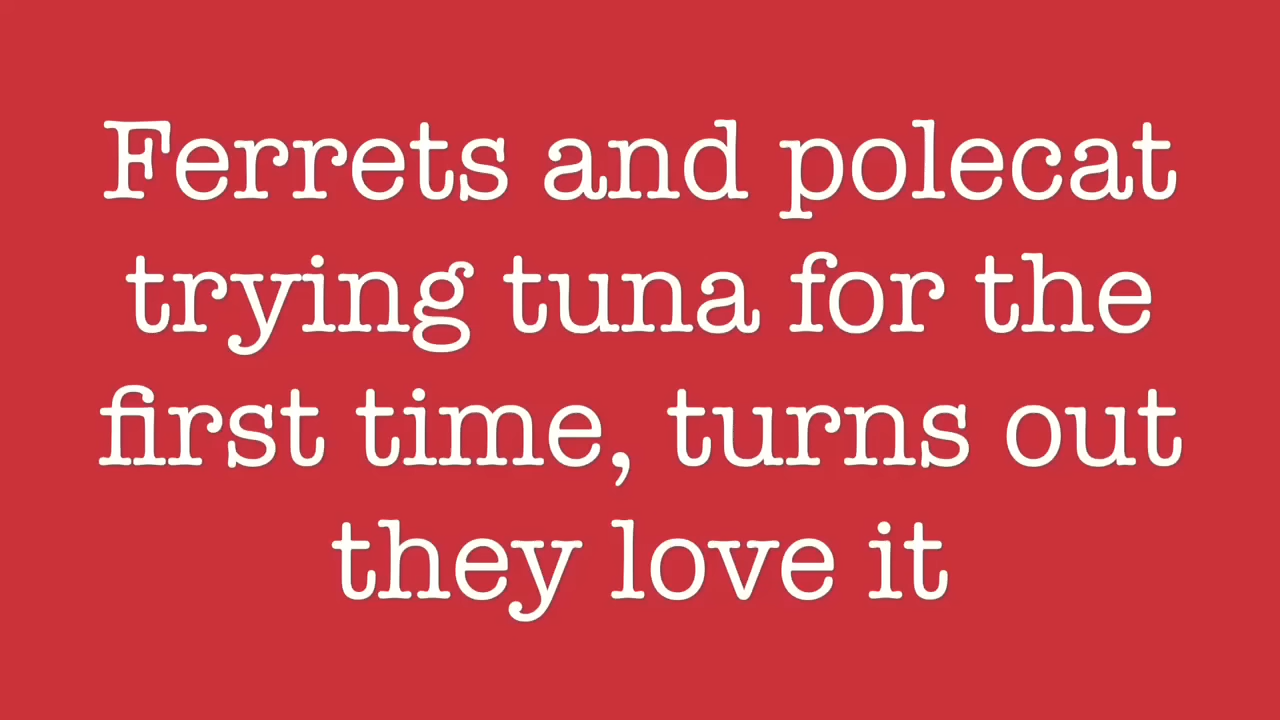 Ferrets and polecat
trying tuna for the
first time, turns out
they love it